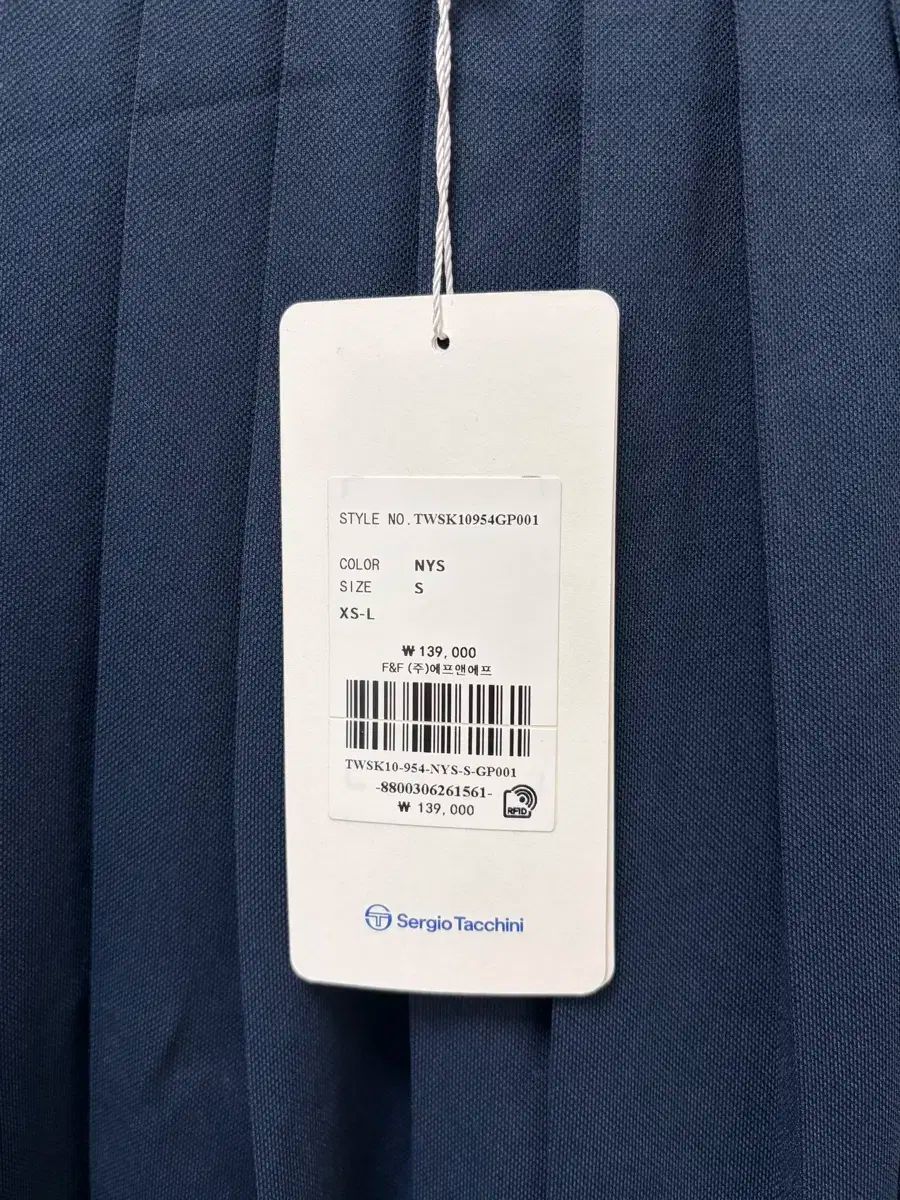 STYLE NO. TWSK10954GP001
COLOR NYS
SIZE S
XS-L
₩ 139,000
F&F (주)에프앤에프
TWSK10-954-NYS-S-GP001
-8800306261561-
₩ 139,000
RFID
Sergio Tacchini